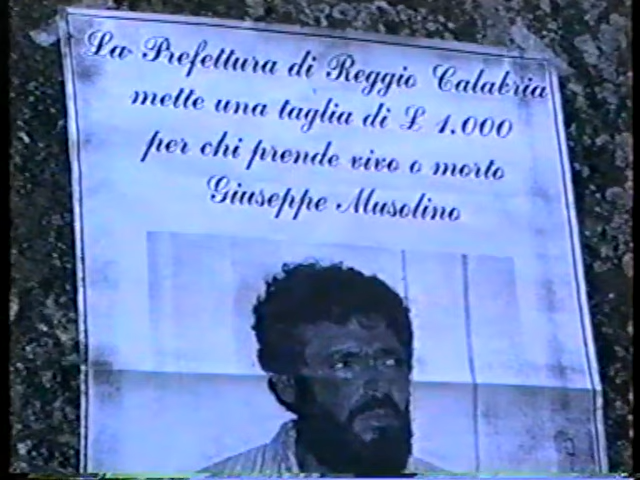 La Prefettura di Reggio Calabria
mette una taglia di £ 1.000
per chi prende vivo o morto
Giuseppe Musolino